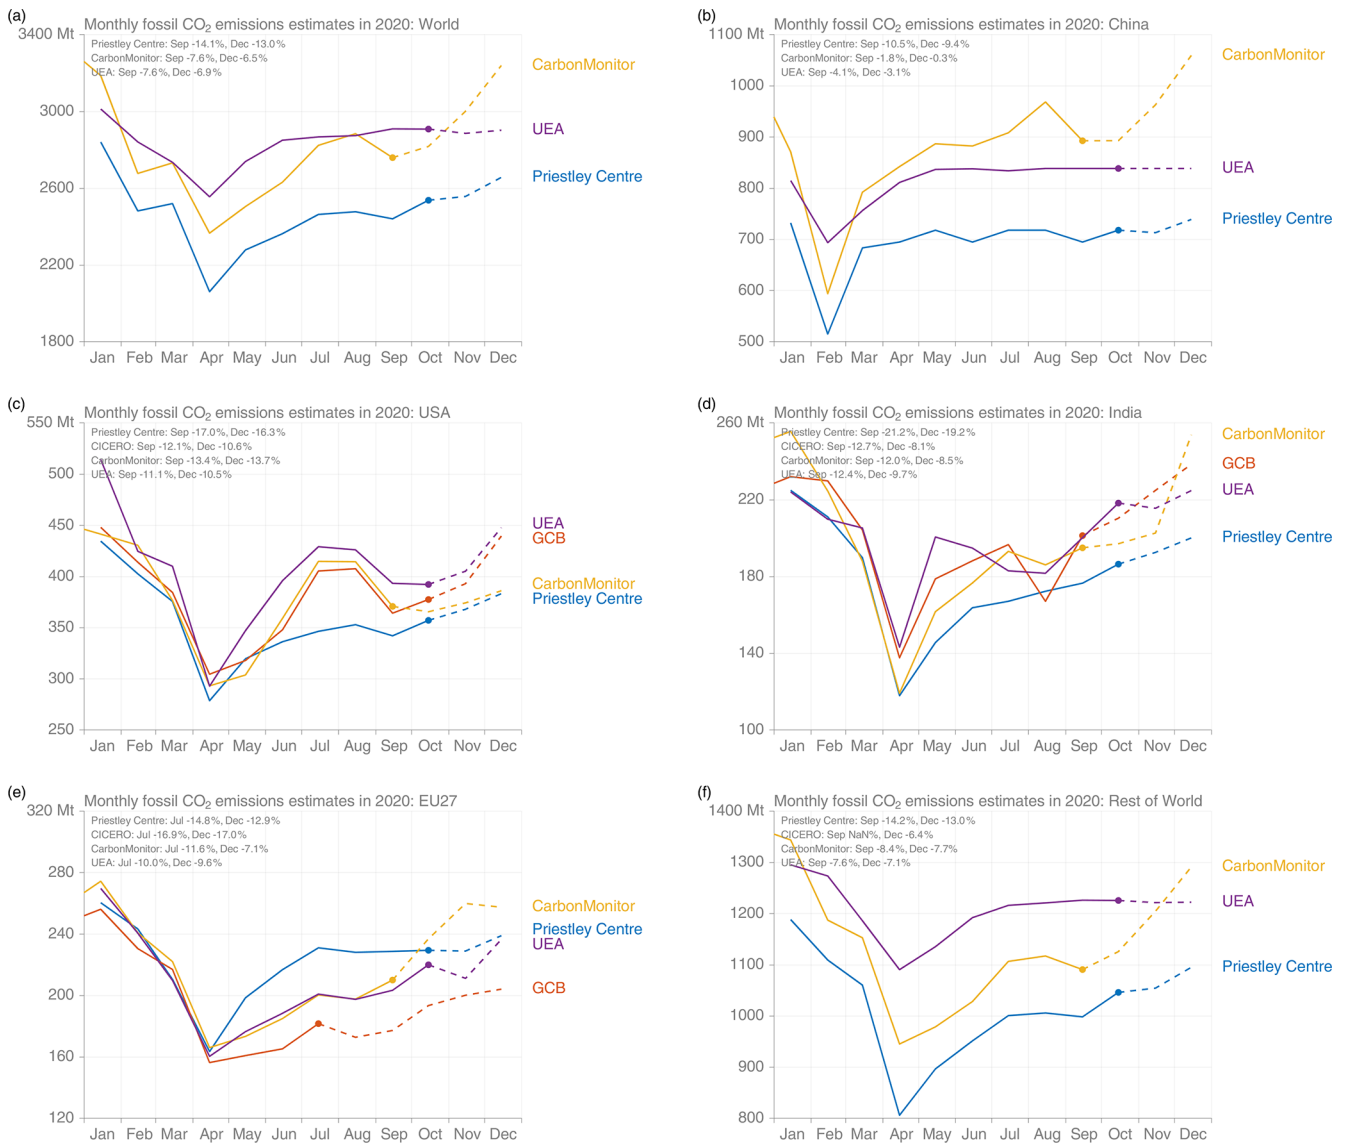 (a)
Monthly fossil CO₂ emissions estimates in 2020: World
3400 Mt
Priestley Centre: Sep -14.1%, Dec -13.0%
CarbonMonitor: Sep -7.6%, Dec -6.5%
UEA: Sep -7.6%, Dec -6.9%
CarbonMonitor
3000
UEA
2600
Priestley Centre
2200
1800
Jan Feb Mar Apr May Jun Jul Aug Sep Oct Nov Dec
(b)
Monthly fossil CO₂ emissions estimates in 2020: China
1100 Mt
Priestley Centre: Sep -10.5%, Dec -9.4%
CarbonMonitor: Sep -1.8%, Dec -0.3%
UEA: Sep -4.1%, Dec -3.1%
CarbonMonitor
1000
900
UEA
800
Priestley Centre
700
600
500
Jan Feb Mar Apr May Jun Jul Aug Sep Oct Nov Dec
(c)
Monthly fossil CO₂ emissions estimates in 2020: USA
550 Mt
Priestley Centre: Sep -17.0%, Dec -16.3%
CICERO: Sep -12.1%, Dec -10.6%
CarbonMonitor: Sep -13.4%, Dec -13.7%
UEA: Sep -11.1%, Dec -10.5%
500
UEA
450
GCB
400
CarbonMonitor
Priestley Centre
350
300
250
Jan Feb Mar Apr May Jun Jul Aug Sep Oct Nov Dec
(d)
Monthly fossil CO₂ emissions estimates in 2020: India
260 Mt
Priestley Centre: Sep -21.2%, Dec -19.2%
CICERO: Sep -12.7%, Dec -8.1%
CarbonMonitor: Sep -12.0%, Dec -8.5%
UEA: Sep -12.4%, Dec -9.7%
CarbonMonitor
GCB
UEA
220
Priestley Centre
180
140
100
Jan Feb Mar Apr May Jun Jul Aug Sep Oct Nov Dec
(e)
Monthly fossil CO₂ emissions estimates in 2020: EU27
320 Mt
Priestley Centre: Jul -14.8%, Dec -12.9%
CICERO: Jul -16.9%, Dec -17.0%
CarbonMonitor: Jul -11.6%, Dec -7.1%
UEA: Jul -10.0%, Dec -9.6%
280
CarbonMonitor
Priestley Centre
240
UEA
GCB
200
160
120
Jan Feb Mar Apr May Jun Jul Aug Sep Oct Nov Dec
(f)
Monthly fossil CO₂ emissions estimates in 2020: Rest of World
1400 Mt
Priestley Centre: Sep -14.2%, Dec -13.0%
CICERO: Sep NaN%, Dec -6.4%
CarbonMonitor: Sep -8.4%, Dec -7.7%
UEA: Sep -7.6%, Dec -7.1%
1300
CarbonMonitor
UEA
1200
1100
Priestley Centre
1000
900
800
Jan Feb Mar Apr May Jun Jul Aug Sep Oct Nov Dec